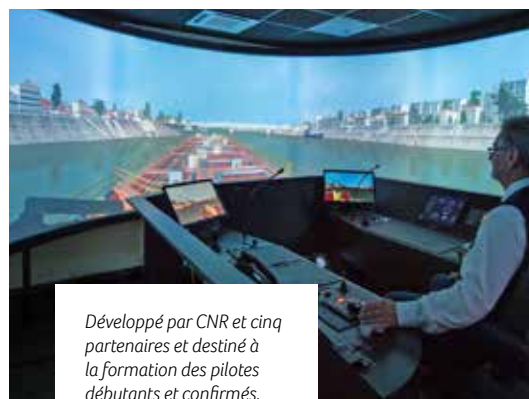 Développé par CNR et cinq
partenaires et destiné à
la formation des pilotes
débutants et confirmés,